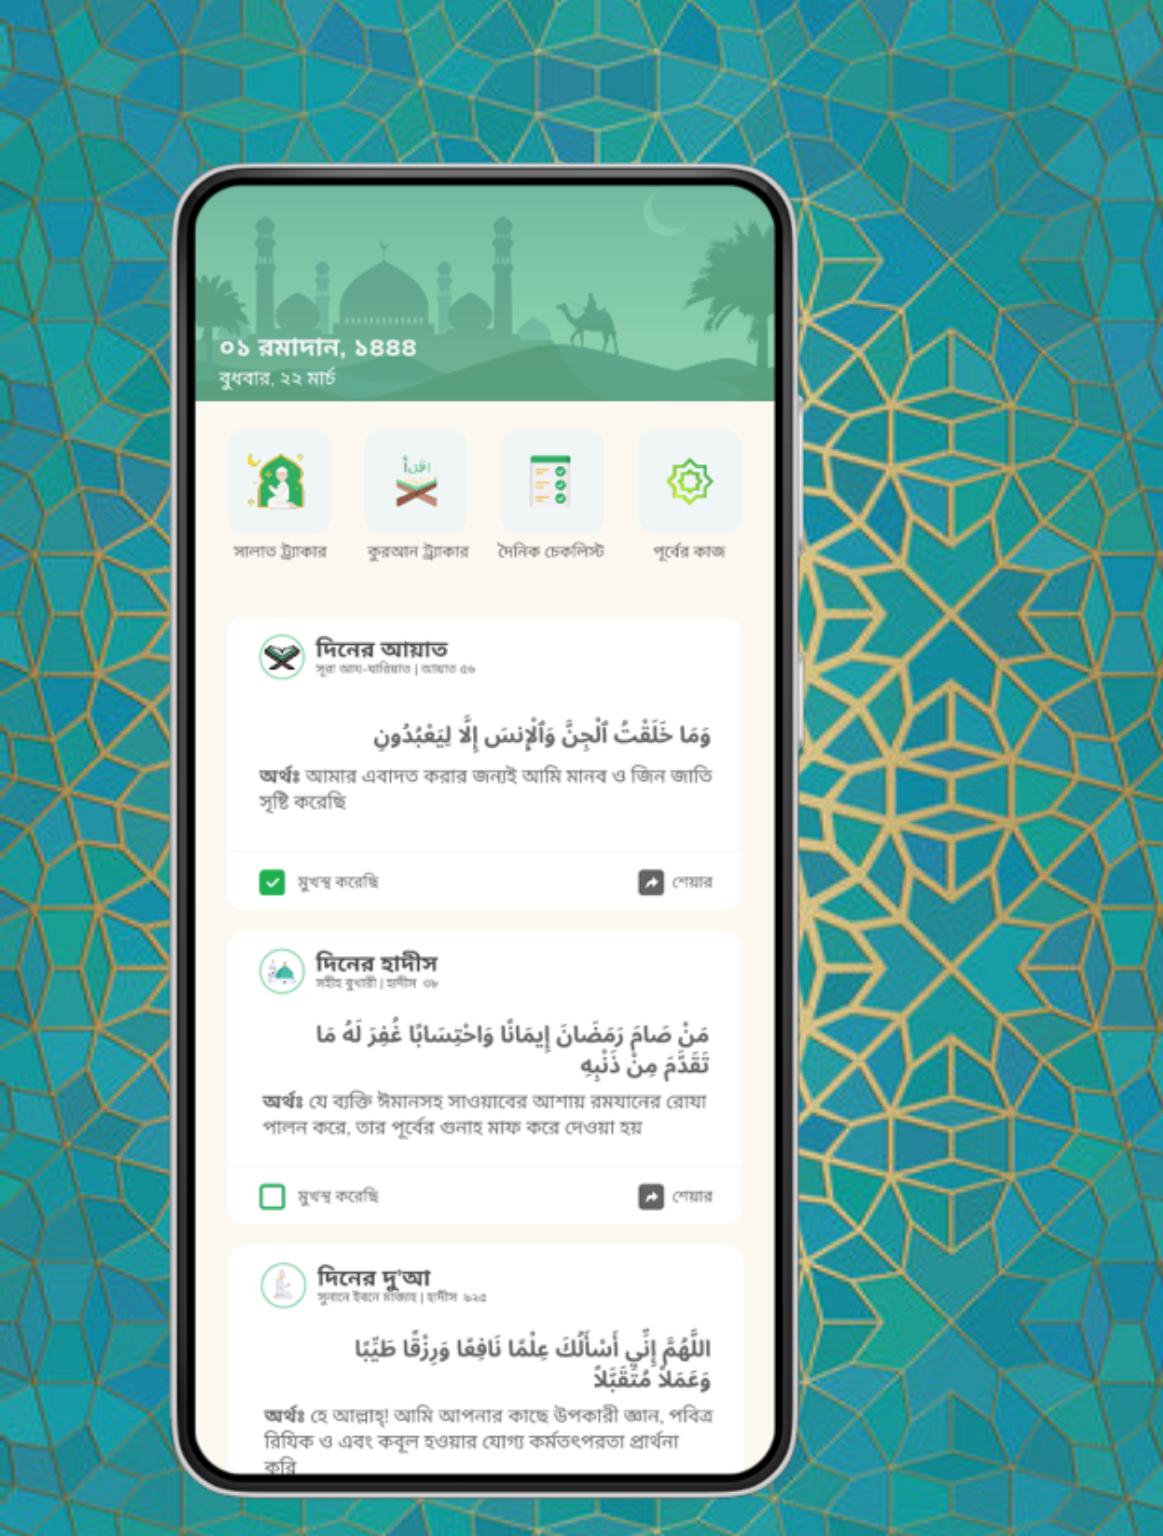 ০১ রমাদান, ১৪৪৪
বুধবার, ২২ মার্চ
اقرأ
সালাত ট্র্যাকার
কুরআন ট্র্যাকার
দৈনিক চেকলিস্ট
পূর্বের কাজ
দিনের আয়াত
সূরা আয-যারিয়াত | আয়াত ৫৬
وَمَا خَلَقْتُ ٱلْجِنَّ وَٱلْإِنسَ إِلَّا لِيَعْبُدُونِ
অর্থঃ আমার এবাদত করার জন্যই আমি মানব ও জিন জাতি
সৃষ্টি করেছি
মুখস্থ করেছি
শেয়ার
দিনের হাদীস
সহীহ বুখারী | হাদীস ৩৮
مَنْ صَامَ رَمَضَانَ إِيمَانًا وَاحْتِسَابًا غُفِرَ لَهُ مَا
تَقَدَّمَ مِنْ ذَنْبِهِ
অর্থঃ যে ব্যক্তি ঈমানসহ সাওয়াবের আশায় রমযানের রোযা
পালন করে, তার পূর্বের গুনাহ মাফ করে দেওয়া হয়
মুখস্থ করেছি
শেয়ার
দিনের দু'আ
সুনানে ইবনে মাজাহ | হাদীস ৯২৫
اللَّهُمَّ إِنِّي أَسْأَلُكَ عِلْمًا نَافِعًا وَرِزْقًا طَيِّبًا
وَعَمَلاً مُتَقَبَّلاً
অর্থঃ হে আল্লাহ্! আমি আপনার কাছে উপকারী জ্ঞান, পবিত্র
রিযিক ও এবং কবূল হওয়ার যোগ্য কর্মতৎপরতা প্রার্থনা
করি